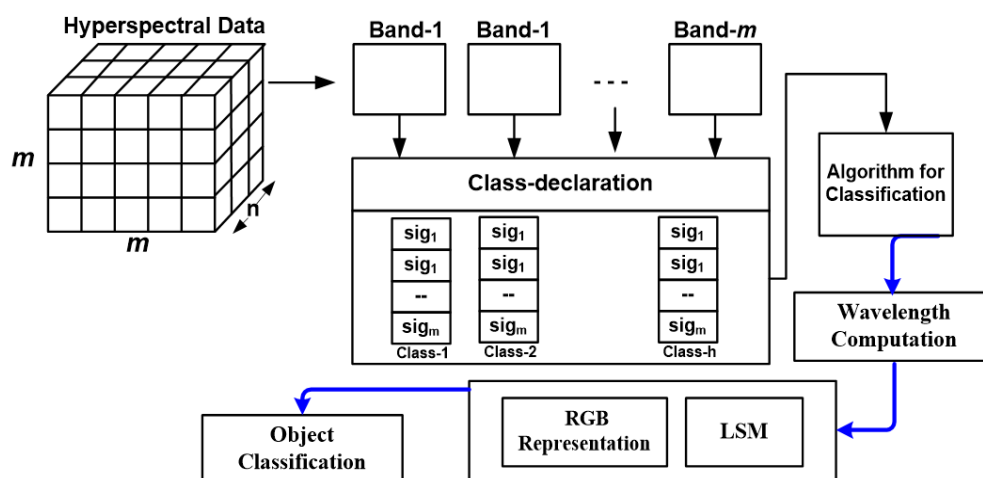 Hyperspectral Data
m
m
n
Band-1
Band-1
- - -
Band-m
Class-declaration
sig1
sig1
--
sigm
Class-1
sig1
sig1
--
sigm
Class-2
sig1
sig1
--
sigm
Class-h
Algorithm for
Classification
Wavelength
Computation
RGB
Representation
LSM
Object
Classification